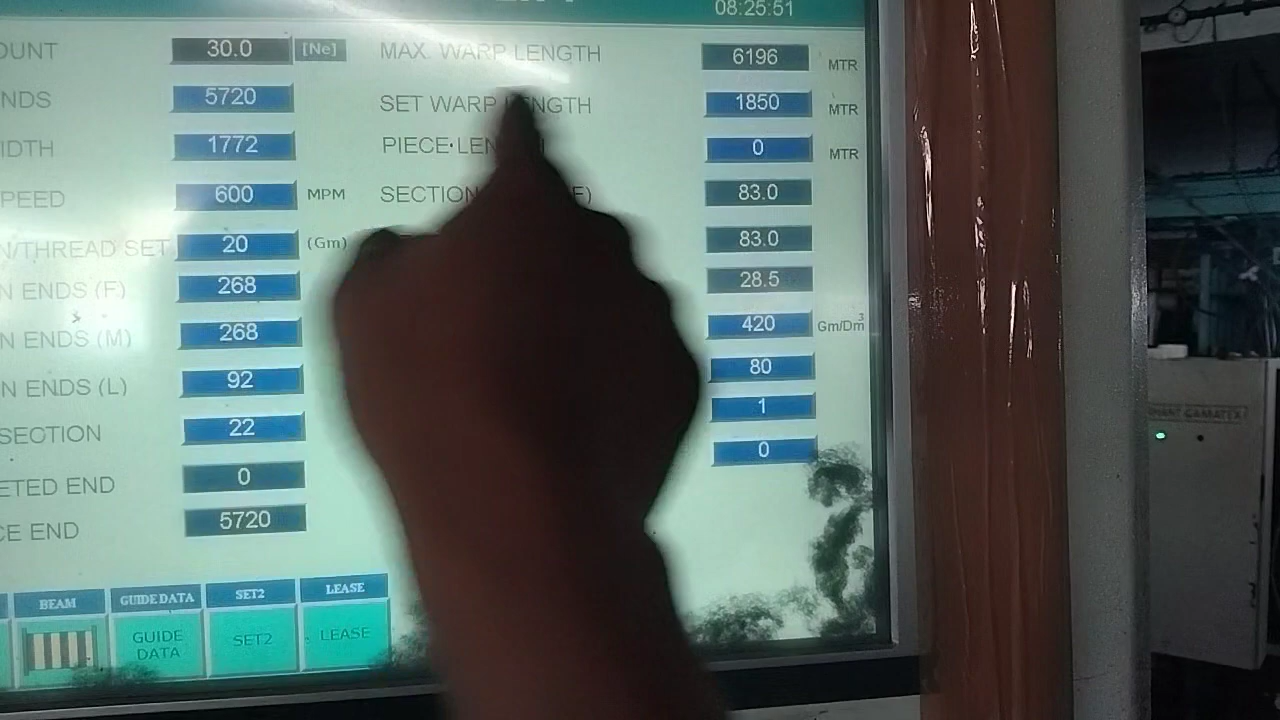 08:25:51
OUNT 30.0 [Ne] MAX. WARP LENGTH 6196 MTR
NDS 5720 SET WARP LENGTH 1850 MTR
IDTH 1772 PIECE LEN 0 MTR
PEED 600 MPM SECTION F) 83.0
N/THREAD SET 20 (Gm) 83.0
N ENDS (F) 268 28.5
N ENDS (M) 268 420 Gm/Dm3
N ENDS (L) 92 80
SECTION 22 1
ETED END 0 0
CE END 5720
BEAM GUIDE DATA SET2 LEASE
GUIDE DATA SET2 LEASE